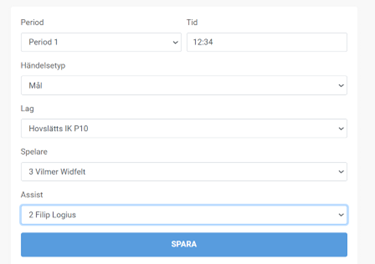 Period Tid
Period 1 12:34
Händelsetyp
Mål
Lag
Hovslätts IK P10
Spelare
3 Vilmer Widfelt
Assist
2 Filip Logius
SPARA